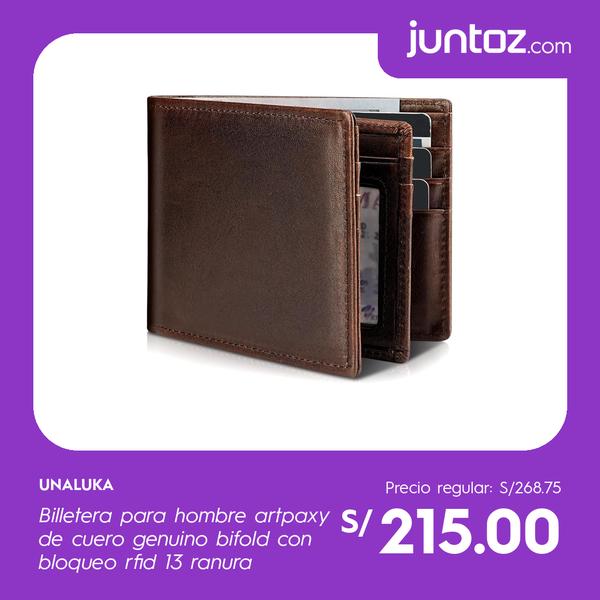 juntoz.com
UNALUKA
Billetera para hombre artpaxy
de cuero genuino bifold con
bloqueo rfid 13 ranura
Precio regular: S/268.75
S/215.00